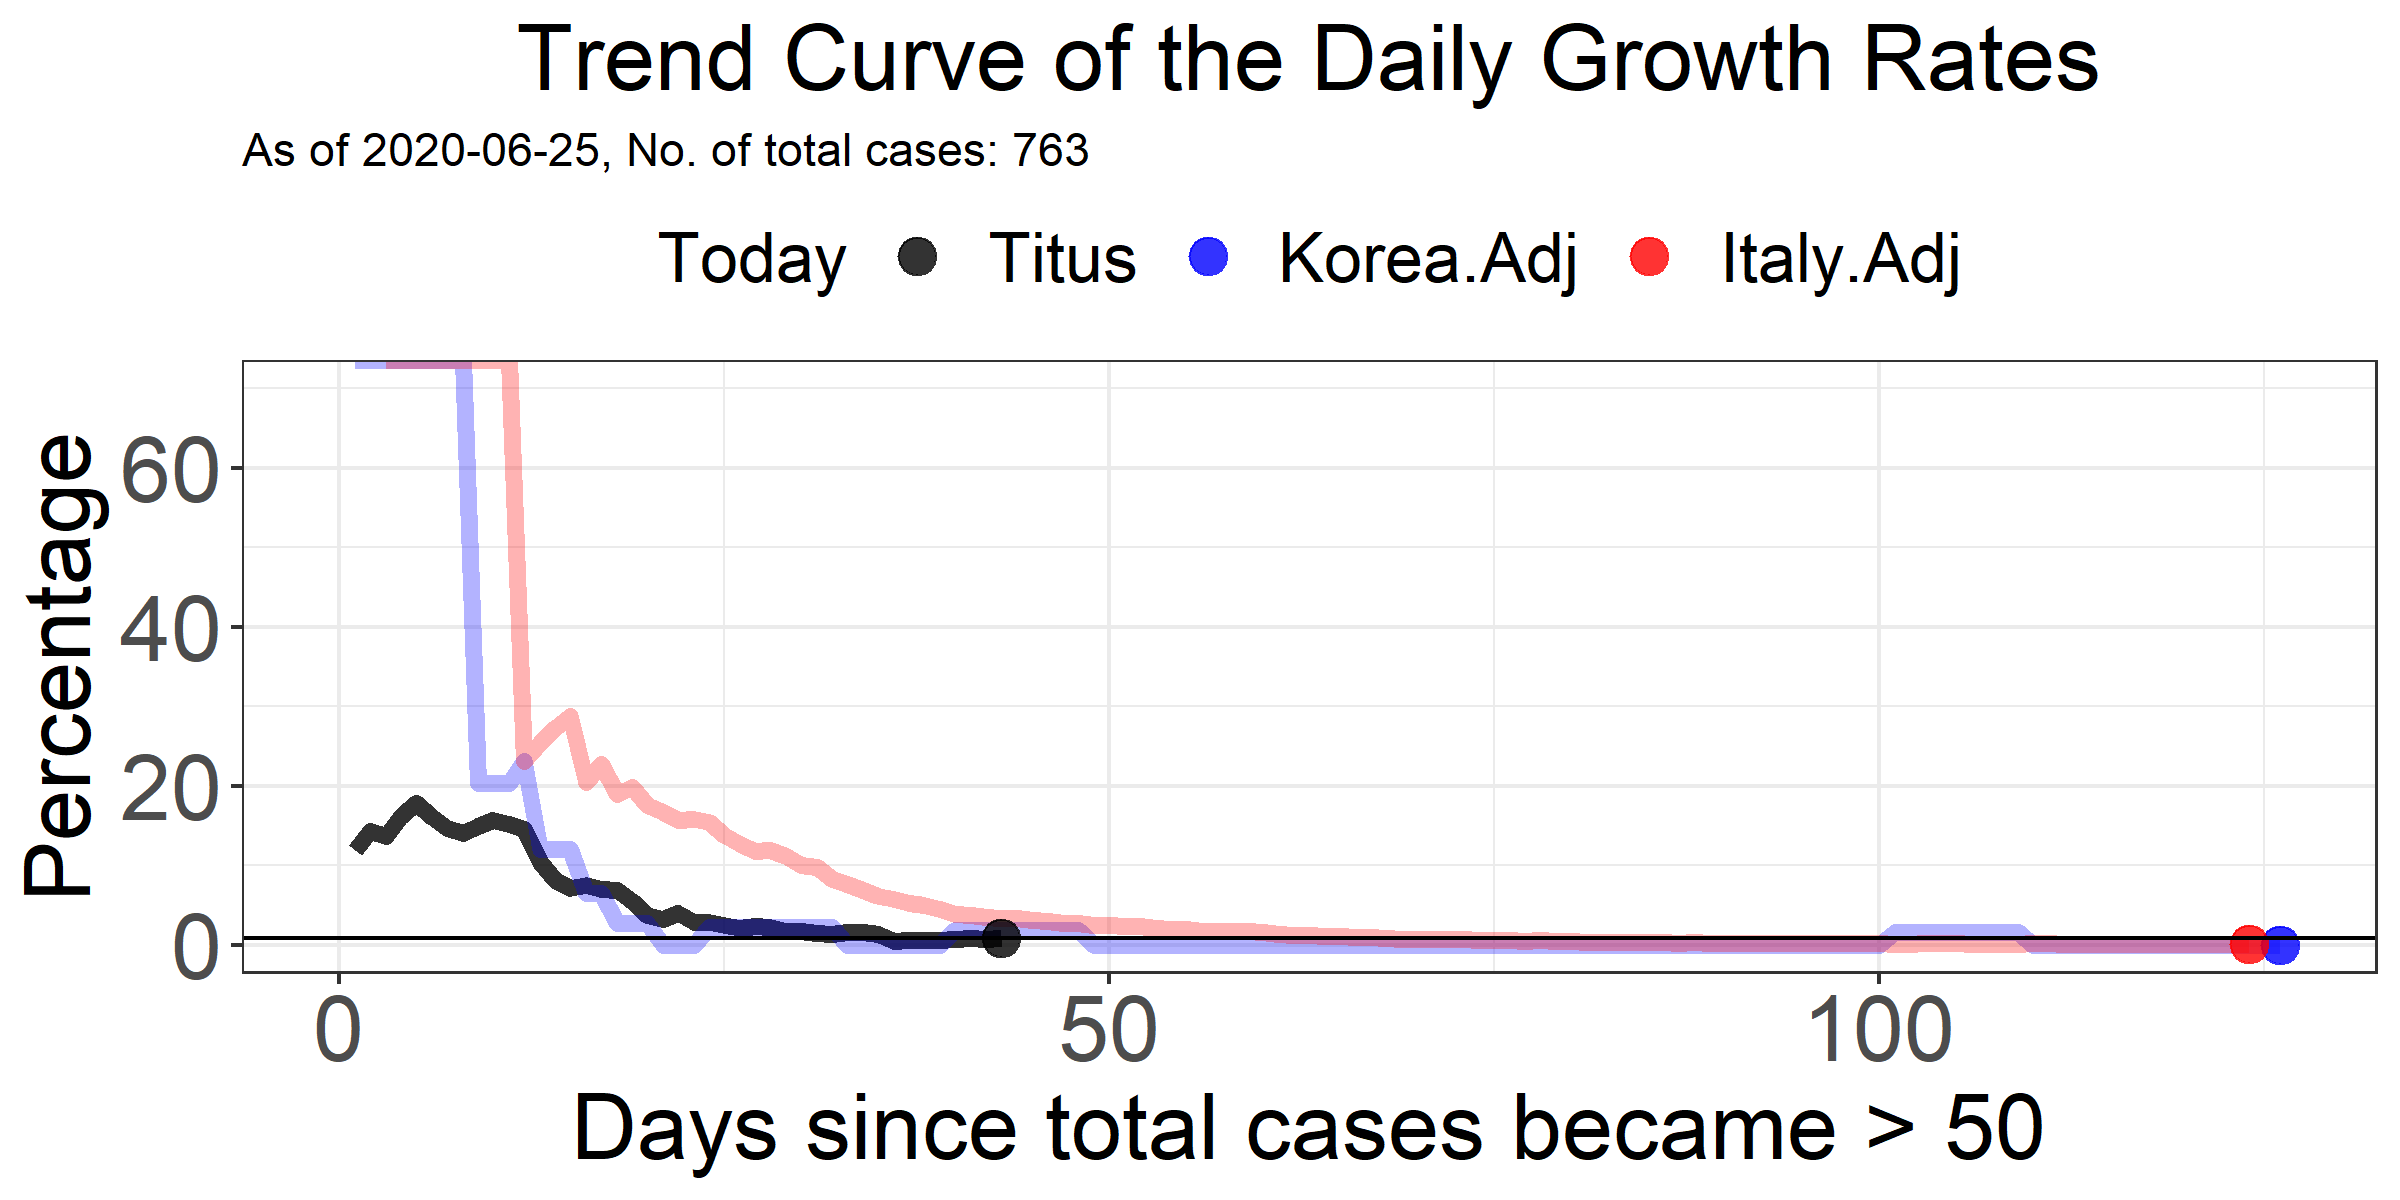 Trend Curve of the Daily Growth Rates
As of 2020-06-25, No. of total cases: 763
Today Titus Korea.Adj Italy.Adj
Percentage
60
40
20
0
0 50 100
Days since total cases became > 50